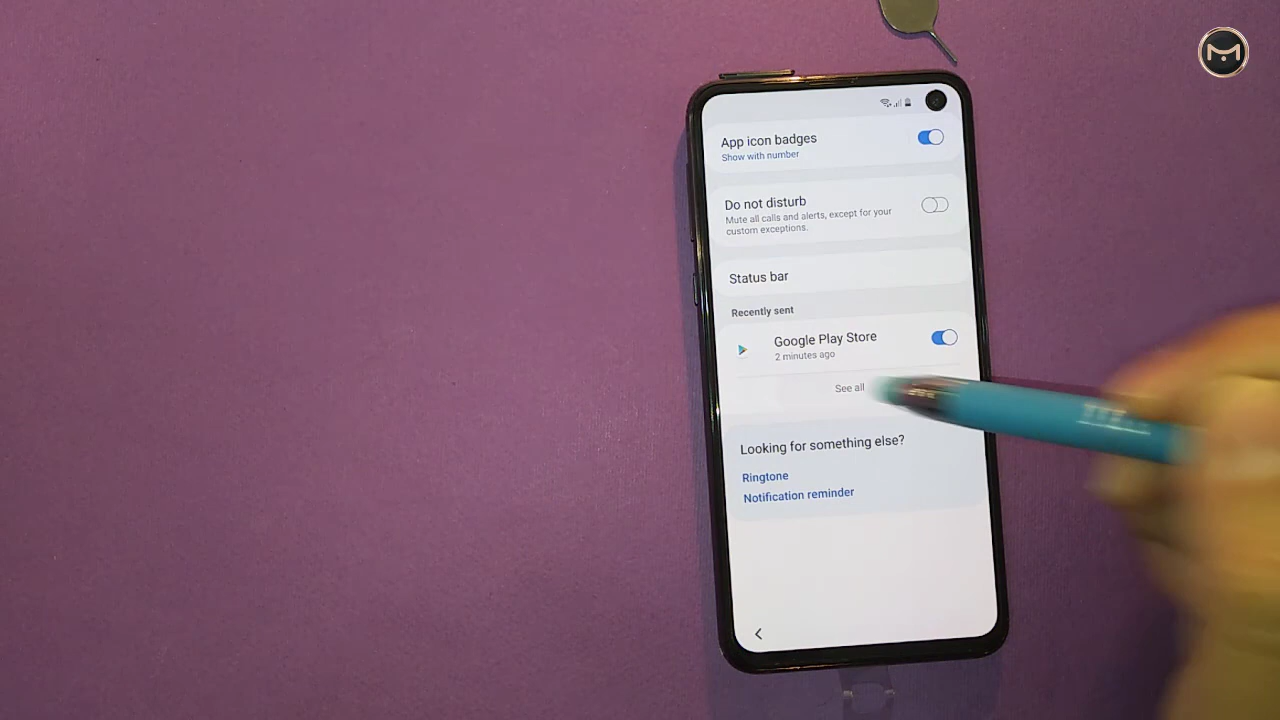 App icon badges
Show with number
Do not disturb
Mute all calls and alerts, except for your
custom exceptions.
Status bar
Recently sent
Google Play Store
2 minutes ago
See all
Looking for something else?
Ringtone
Notification reminder